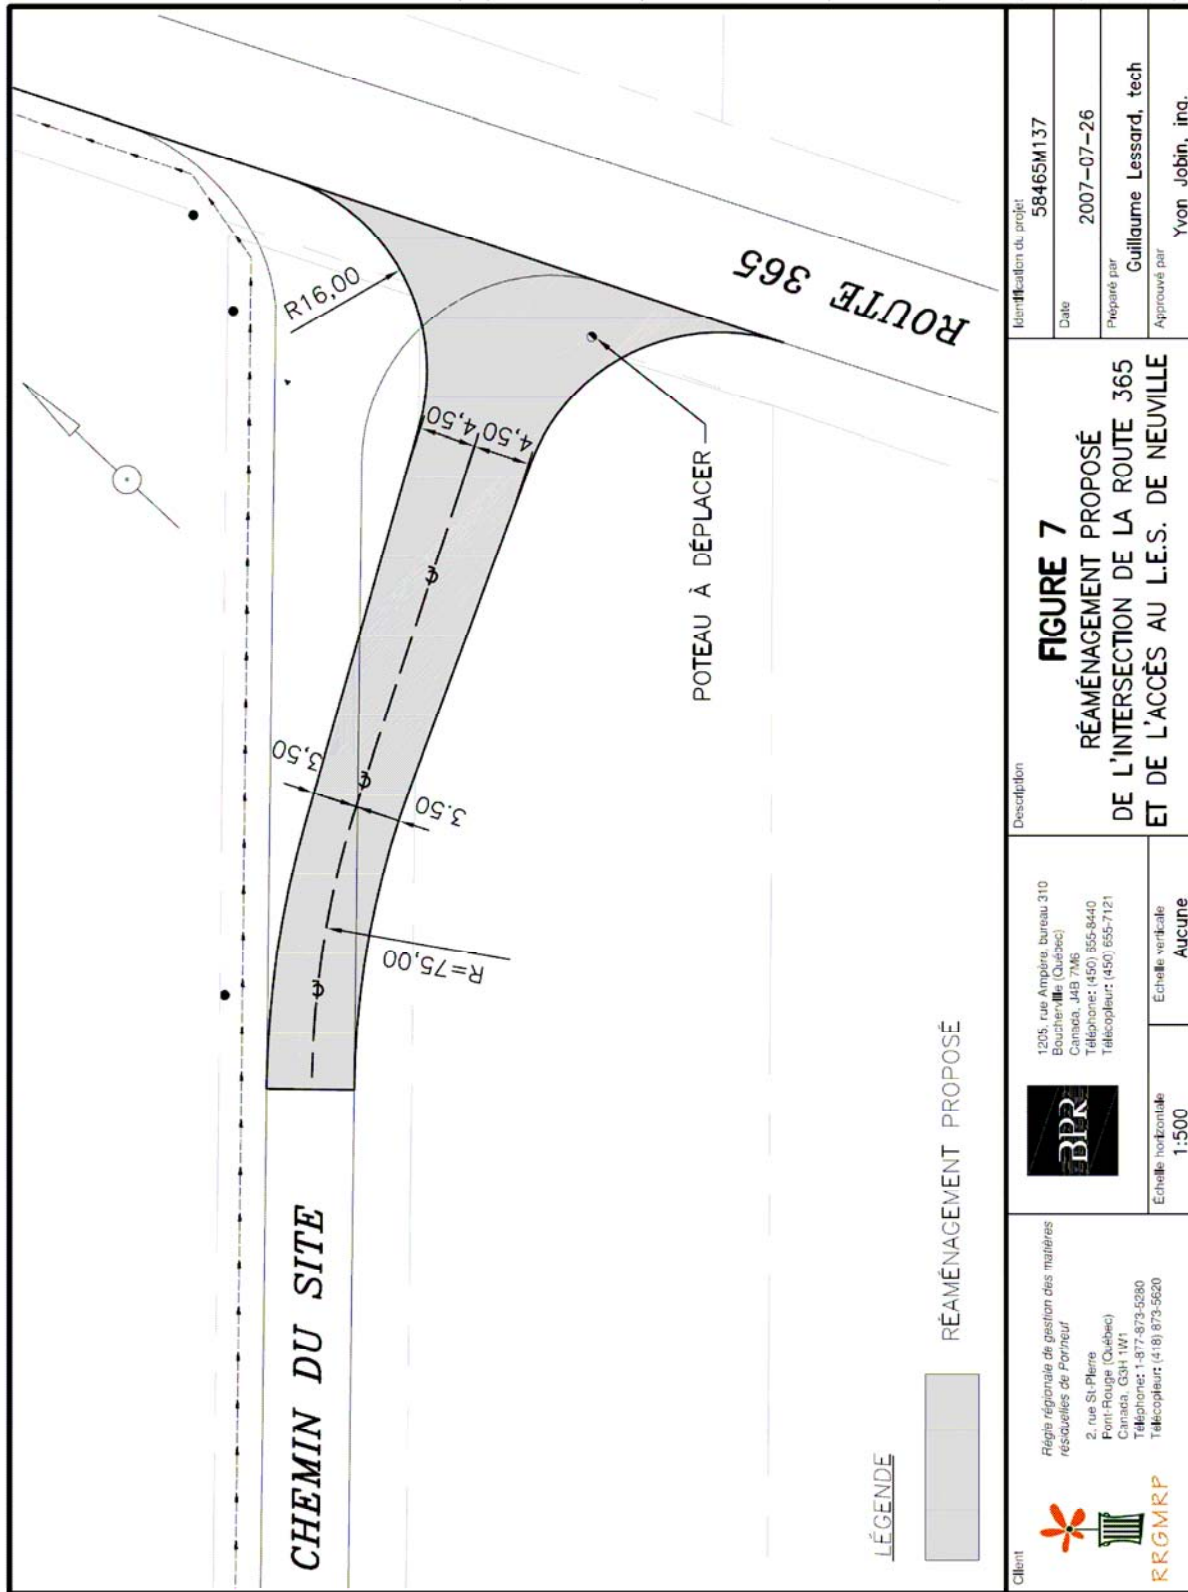 CHEMIN DU SITE
ROUTE 365
R16,00
4,50
4,50
3,50
3.50
R=75,00
POTEAU À DÉPLACER
LÉGENDE
RÉAMÉNAGEMENT PROPOSÉ
Client
RRGMRP
Régie régionale de gestion des matières
résiduelles de Portneuf
2, rue St-Pierre
Pont-Rouge (Québec)
Canada, G3H 1W1
Téléphone: 1-877-873-5280
Télécopieur: (418) 873-5620
BPR
1205, rue Ampère, bureau 310
Boucherville (Québec)
Canada, J4B 7M6
Téléphone: (450) 655-8440
Télécopieur: (450) 655-7121
Échelle horizontale
1:500
Échelle verticale
Aucune
Description
FIGURE 7
RÉAMÉNAGEMENT PROPOSÉ
DE L'INTERSECTION DE LA ROUTE 365
ET DE L'ACCÈS AU L.E.S. DE NEUVILLE
Identification du projet
58465M137
Date
2007-07-26
Préparé par
Guillaume Lessard, tech
Approuvé par
Yvon Jobin, ing.